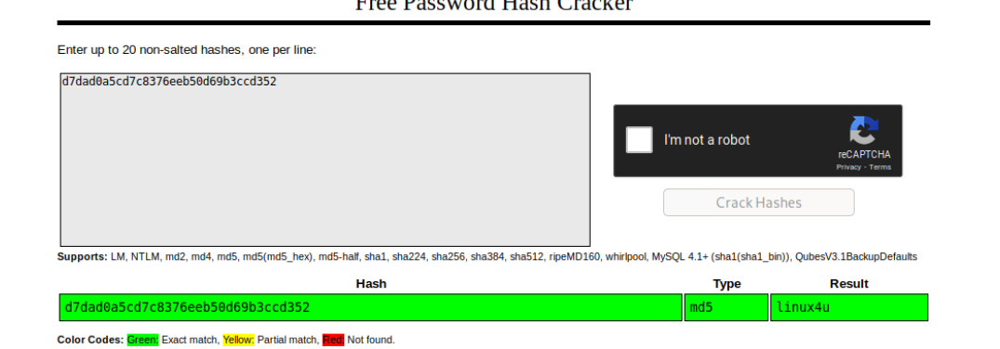 Free Password Hash Cracker
Enter up to 20 non-salted hashes, one per line:
d7dad0a5cd7c8376eeb50d69b3ccd352
I'm not a robot
reCAPTCHA
Privacy - Terms
Crack Hashes
Supports: LM, NTLM, md2, md4, md5, md5(md5_hex), md5-half, sha1, sha224, sha256, sha384, sha512, ripeMD160, whirlpool, MySQL 4.1+ (sha1(sha1_bin)), QubesV3.1BackupDefaults
Hash Type Result
d7dad0a5cd7c8376eeb50d69b3ccd352 md5 linux4u
Color Codes: Green: Exact match, Yellow: Partial match, Red: Not found.